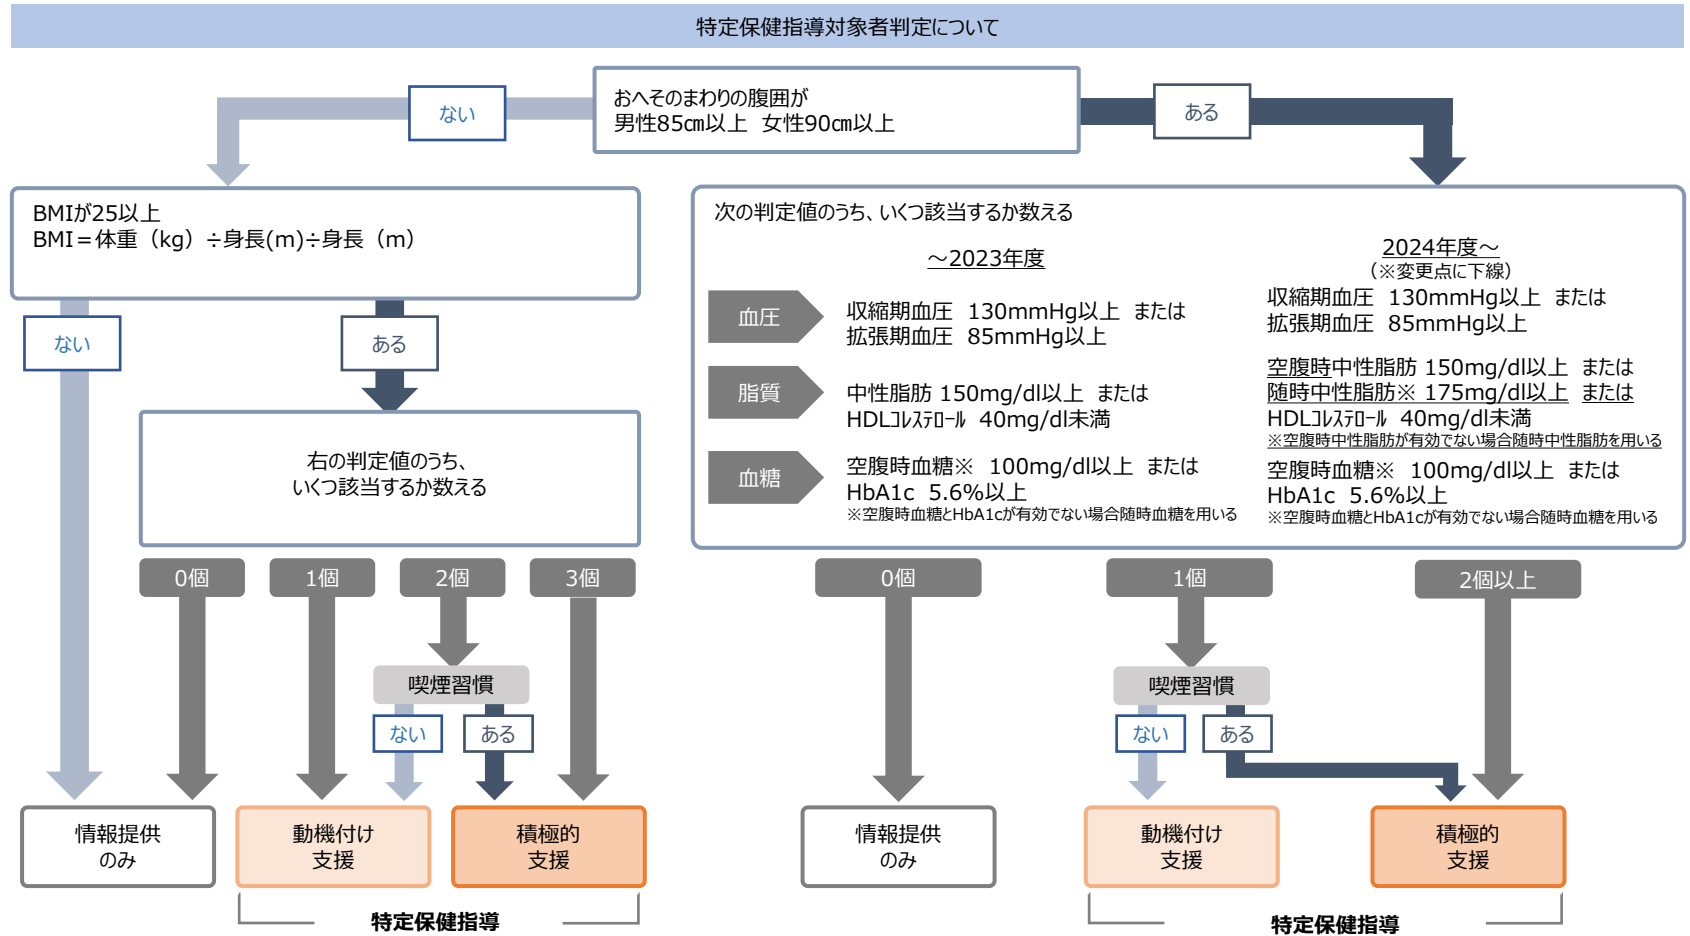 特定保健指導対象者判定について
おへそのまわりの腹囲が
男性85㎝以上 女性90㎝以上
ない
ある
BMIが25以上
BMI＝体重（kg）÷身長(m)÷身長（m）
ない
ある
右の判定値のうち、
いくつ該当するか数える
次の判定値のうち、いくつ該当するか数える
～2023年度
血圧
収縮期血圧 130mmHg以上 または
拡張期血圧 85mmHg以上
脂質
中性脂肪 150mg/dl以上 または
HDLｺﾚｽﾃﾛｰﾙ 40mg/dl未満
血糖
空腹時血糖※ 100mg/dl以上 または
HbA1c 5.6%以上
※空腹時血糖とHbA1cが有効でない場合随時血糖を用いる
2024年度～
（※変更点に下線）
収縮期血圧 130mmHg以上 または
拡張期血圧 85mmHg以上
空腹時中性脂肪 150mg/dl以上 または
随時中性脂肪※ 175mg/dl以上 または
HDLｺﾚｽﾃﾛｰﾙ 40mg/dl未満
※空腹時中性脂肪が有効でない場合随時中性脂肪を用いる
空腹時血糖※ 100mg/dl以上 または
HbA1c 5.6%以上
※空腹時血糖とHbA1cが有効でない場合随時血糖を用いる
0個
1個
2個
3個
喫煙習慣
ない
ある
情報提供
のみ
動機付け
支援
積極的
支援
特定保健指導
0個
1個
2個以上
喫煙習慣
ない
ある
情報提供
のみ
動機付け
支援
積極的
支援
特定保健指導